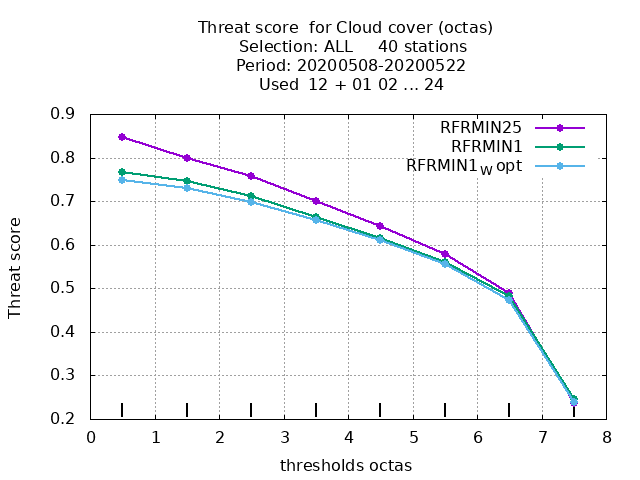 Threat score  for Cloud cover (octas)
Selection: ALL     40 stations
Period: 20200508-20200522
Used  12 + 01 02 ... 24
RFRMIN25
RFRMIN1
RFRMIN1W opt
Threat score
0.9
0.8
0.7
0.6
0.5
0.4
0.3
0.2
0 1 2 3 4 5 6 7 8
thresholds octas